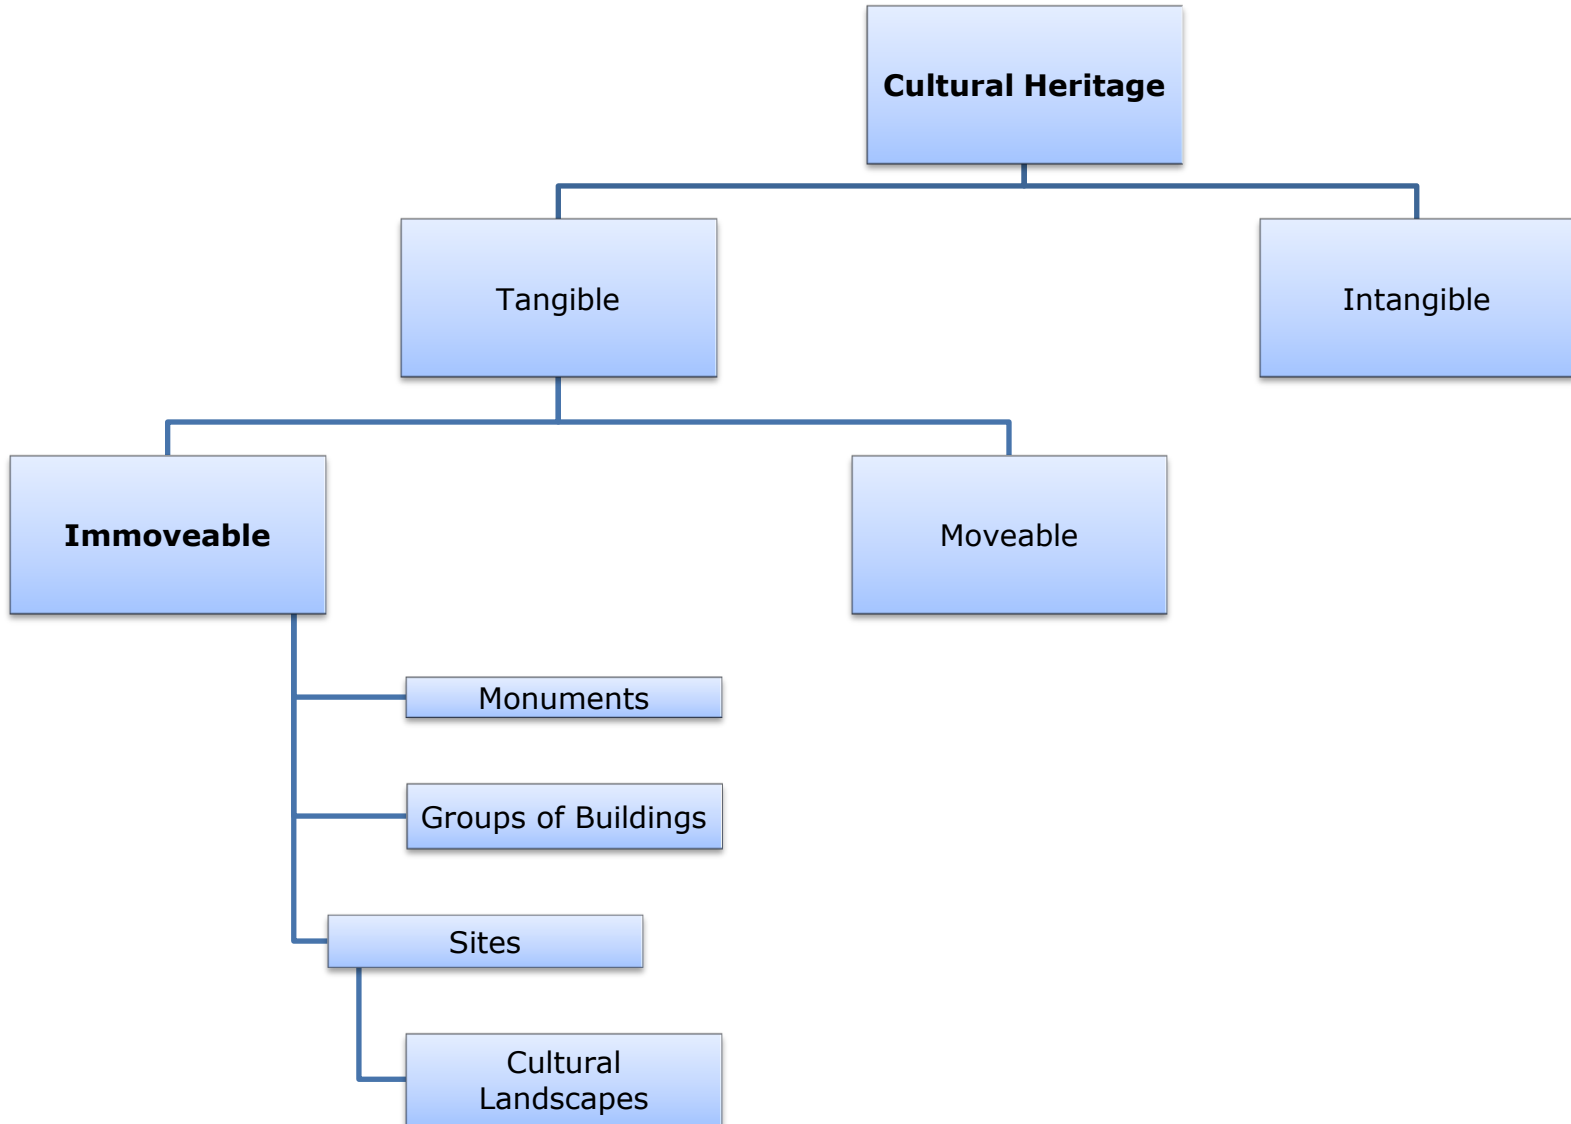 Cultural Heritage
Tangible
Intangible
Immoveable
Moveable
Monuments
Groups of Buildings
Sites
Cultural
Landscapes